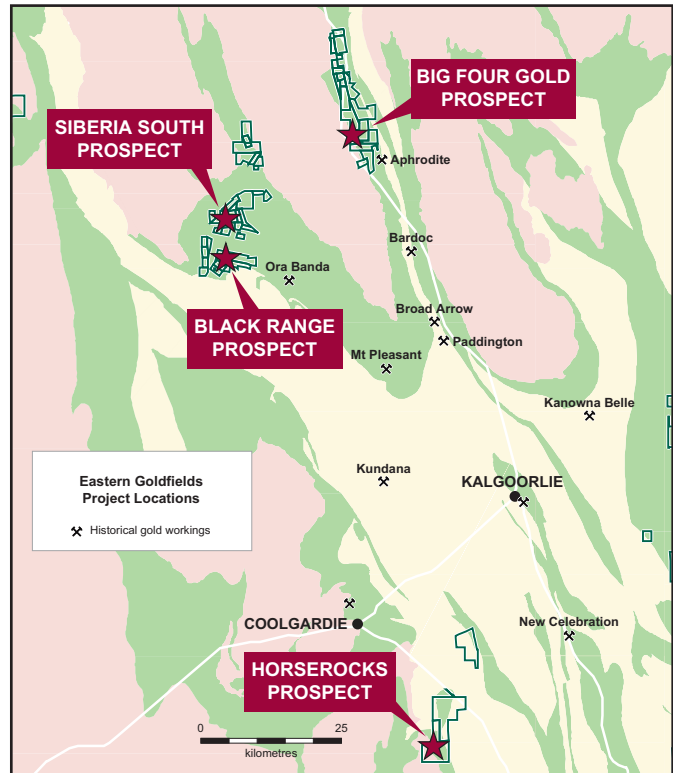 BIG FOUR GOLD
PROSPECT
SIBERIA SOUTH
PROSPECT
Aphrodite
Bardoc
Ora Banda
Broad Arrow
BLACK RANGE
PROSPECT
Paddington
Mt Pleasant
Kanowna Belle
Kundana
Eastern Goldfields
Project Locations
Historical gold workings
KALGOORLIE
COOLGARDIE
New Celebration
HORSEROCKS
PROSPECT
0 25
kilometres